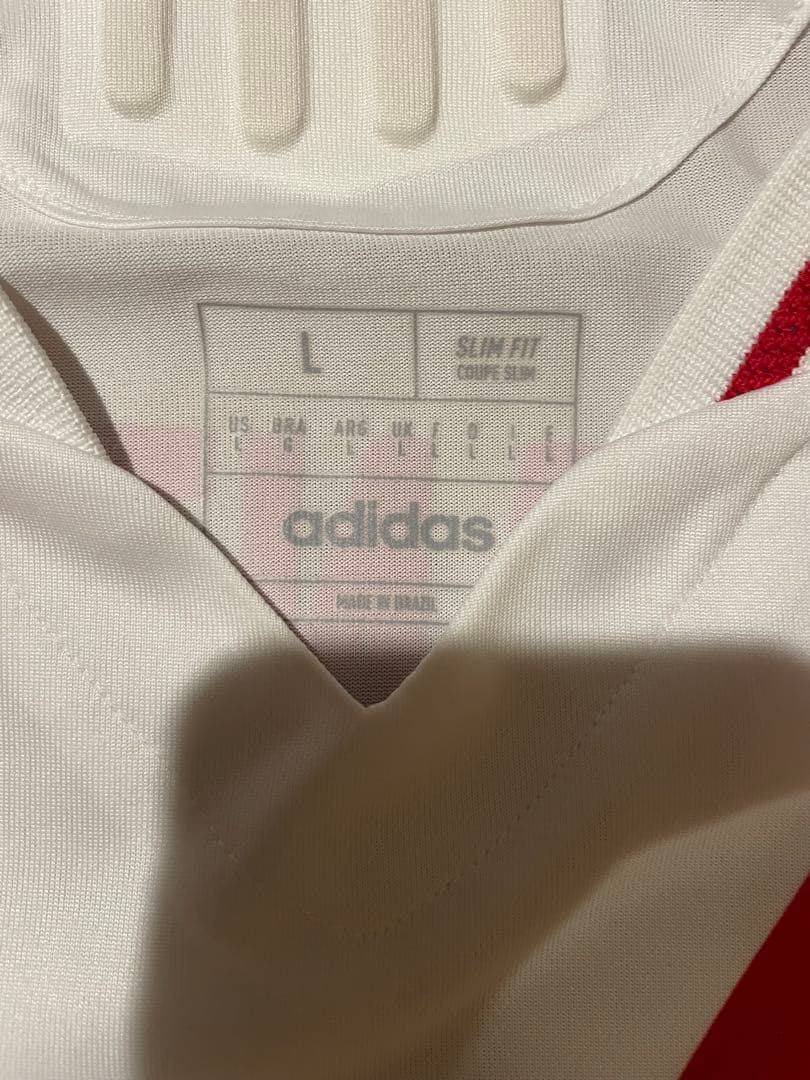 L
SLIM FIT
COUPE SLIM
US BRA ARG UK F D I E
L G L L L L L L
adidas
MADE IN BRAZIL